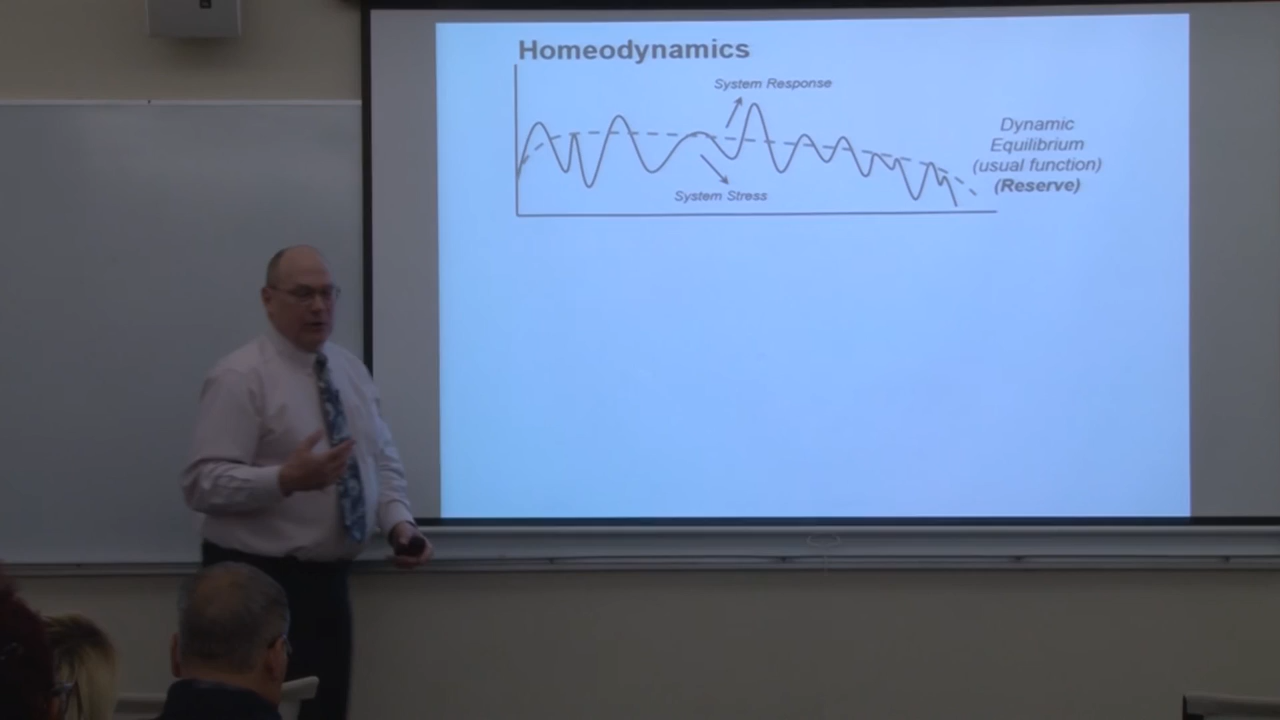 Homeodynamics
System Response
System Stress
Dynamic
Equilibrium
(usual function)
(Reserve)